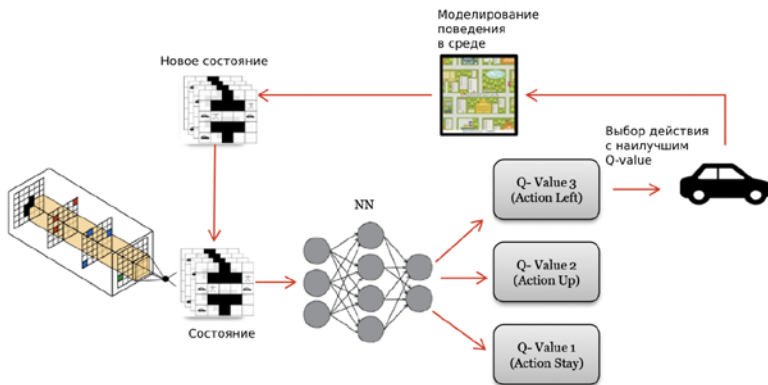 Моделирование
поведения
в среде
Новое состояние
Выбор действия
с наилучшим
Q-value
Q- Value 3
(Action Left)
NN
Q- Value 2
(Action Up)
Состояние
Q- Value 1
(Action Stay)